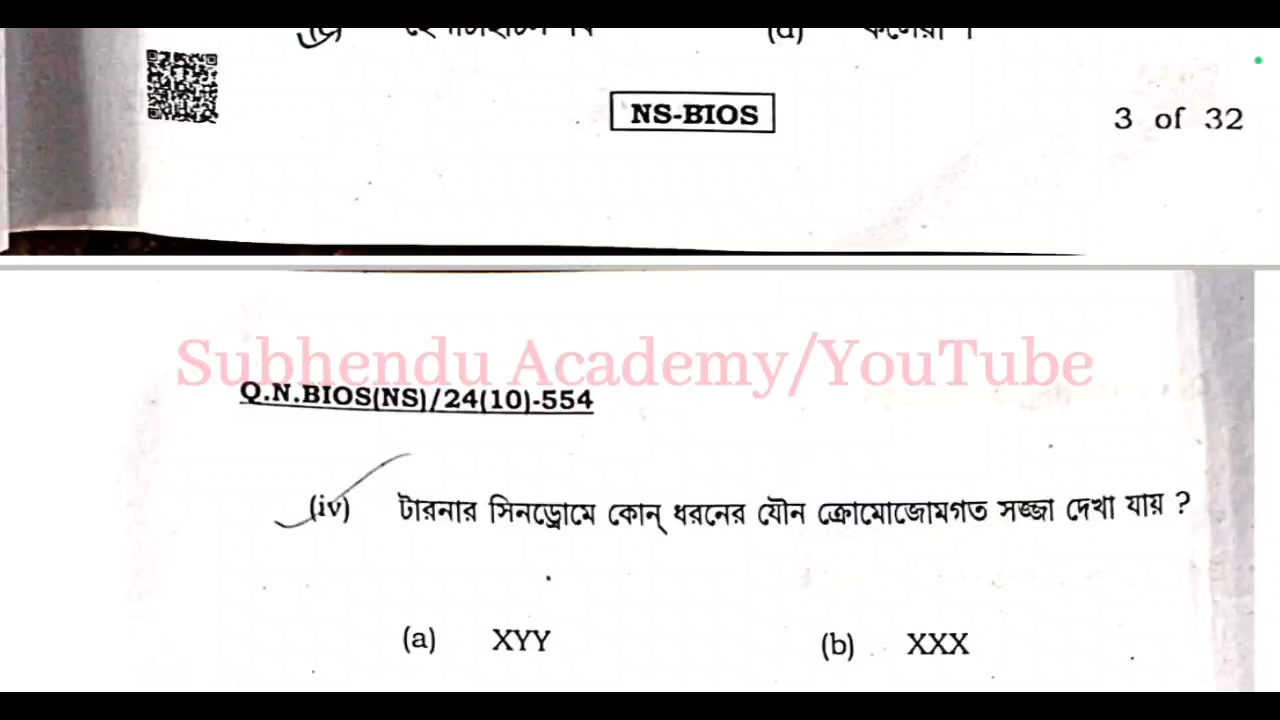 NS-BIOS
3 of 32
Subhendu Academy/YouTube
Q.N.BIOS(NS)/24(10)-554
(iv) টারনার সিনড্রোমে কোন্ ধরনের যৌন ক্রোমোজোমগত সজ্জা দেখা যায় ?
(a) XYY (b) XXX